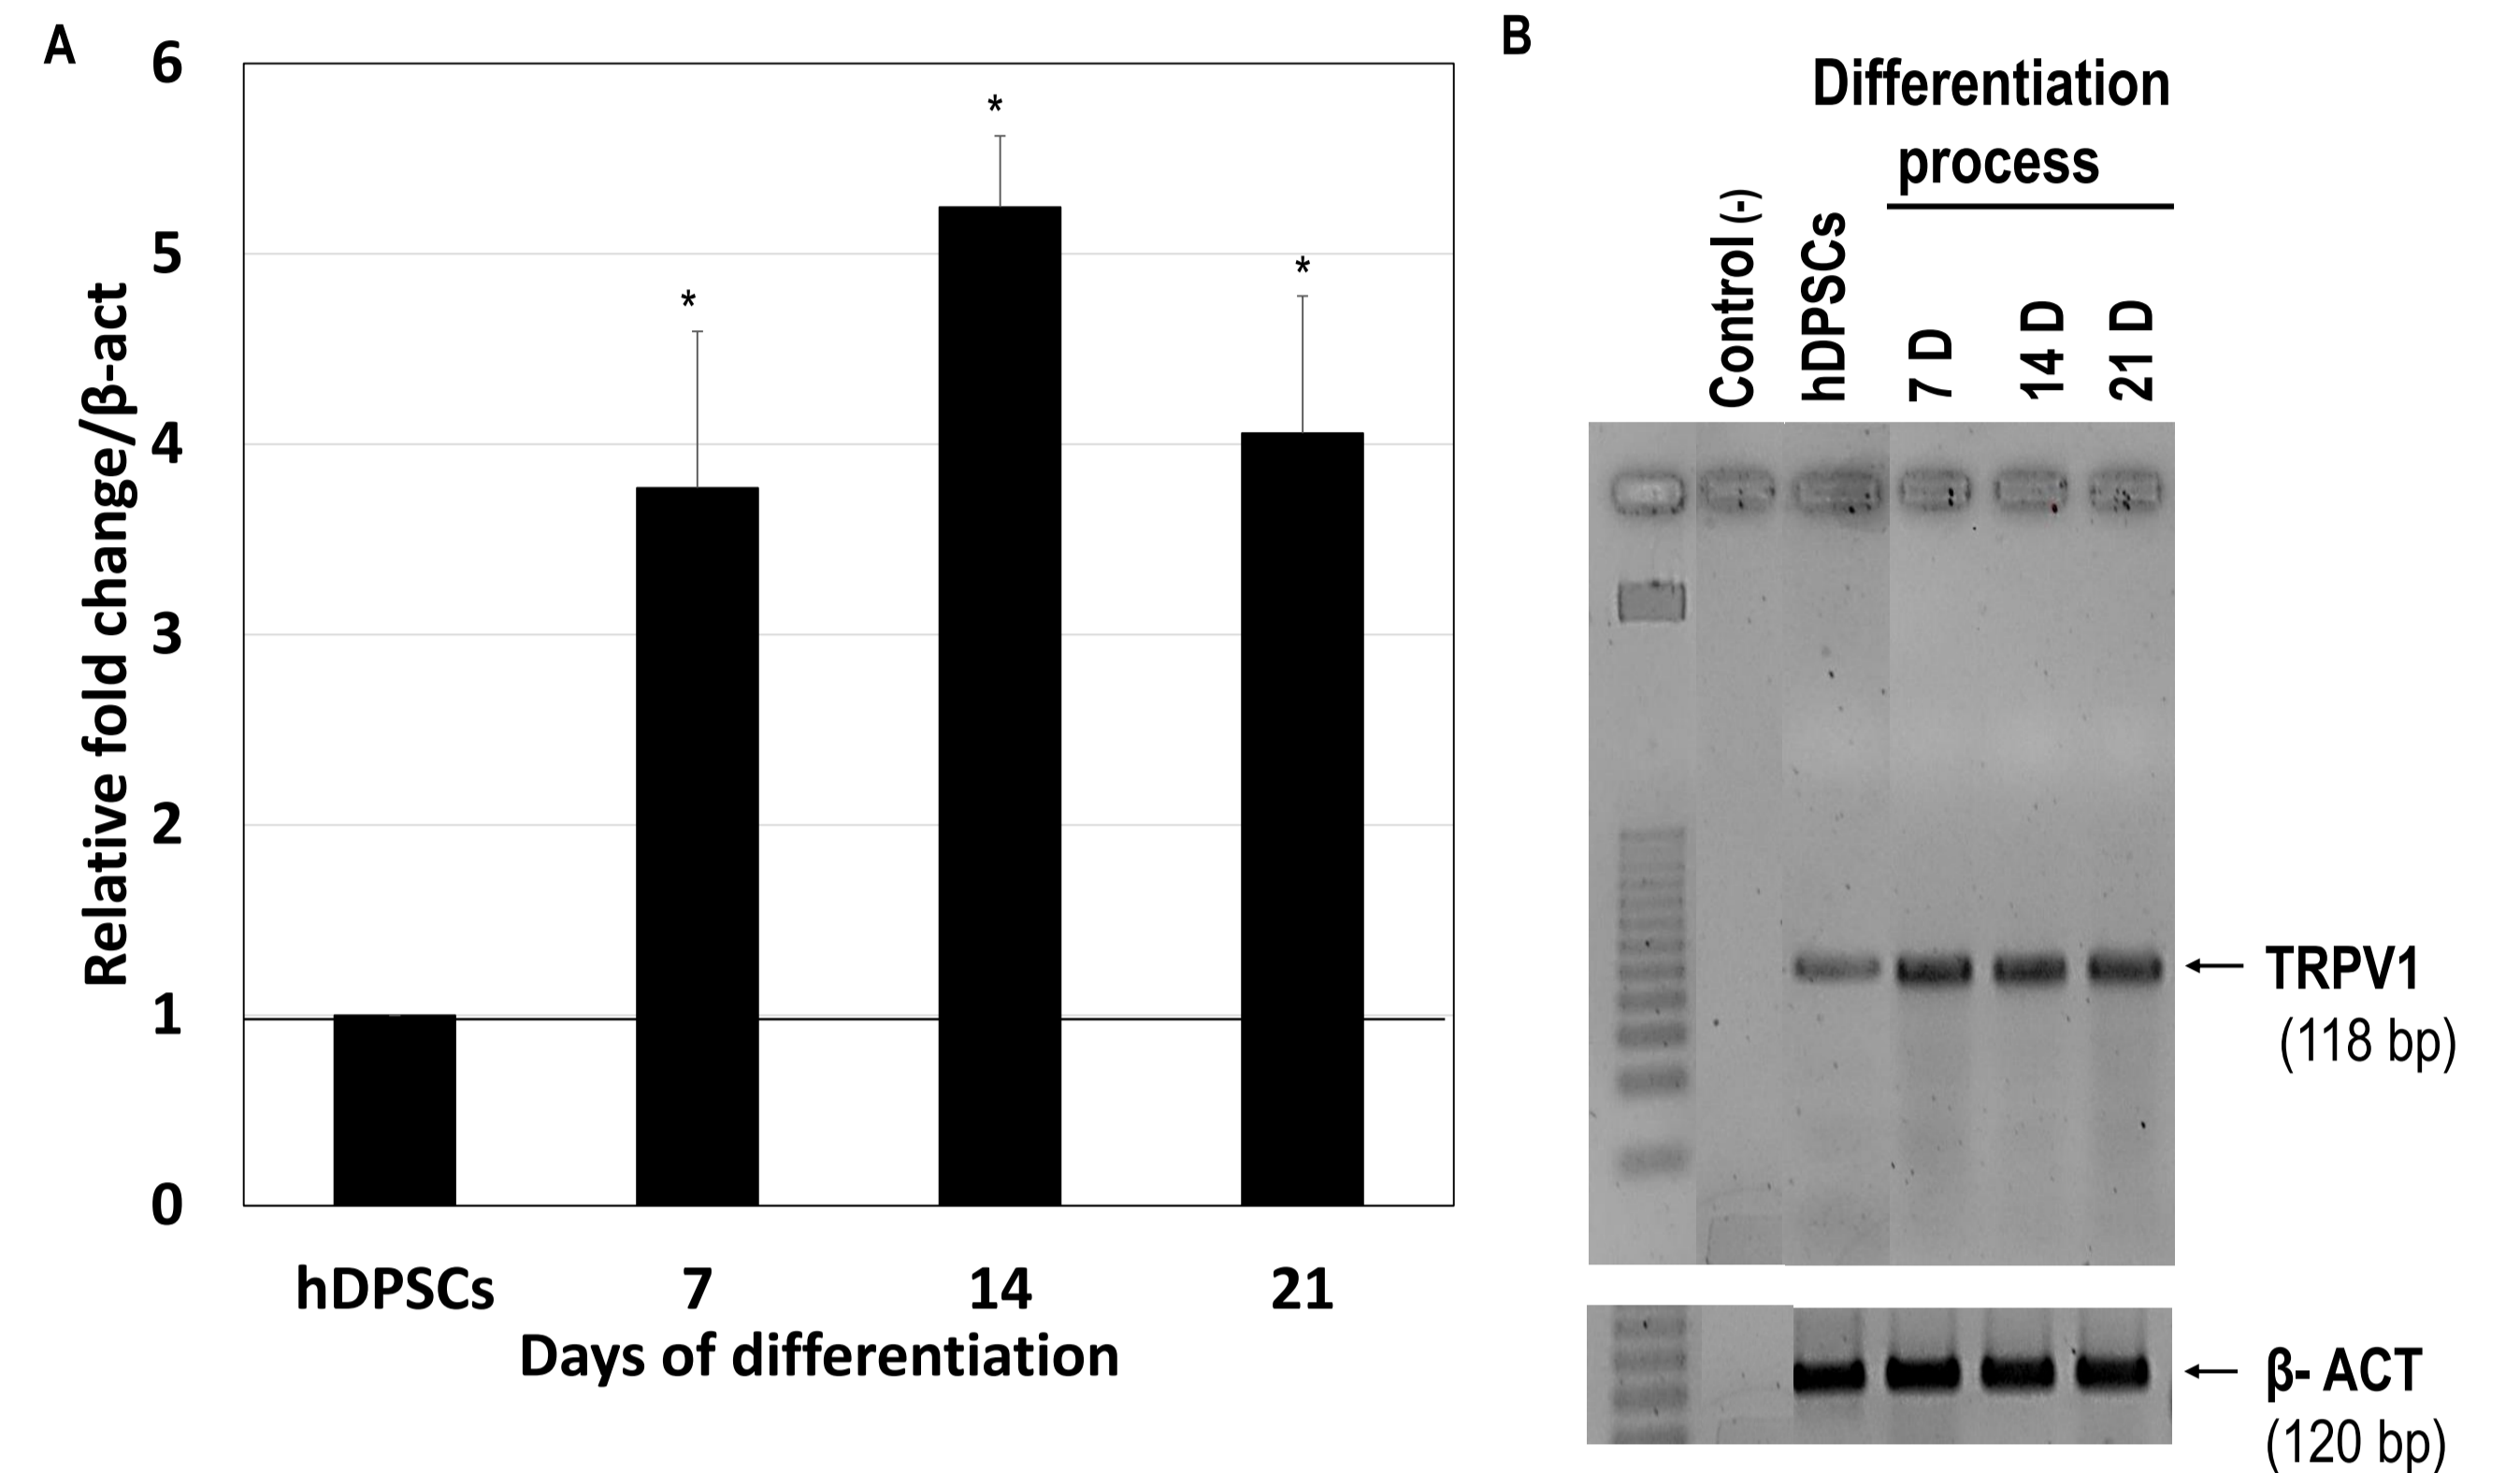 A
6
5
4
3
2
1
0
Relative fold change/β-act
*
*
*
hDPSCs 7 14 21
Days of differentiation
B
Differentiation
process
Control (-)
hDPSCs
7 D
14 D
21 D
TRPV1
(118 bp)
β- ACT
(120 bp)